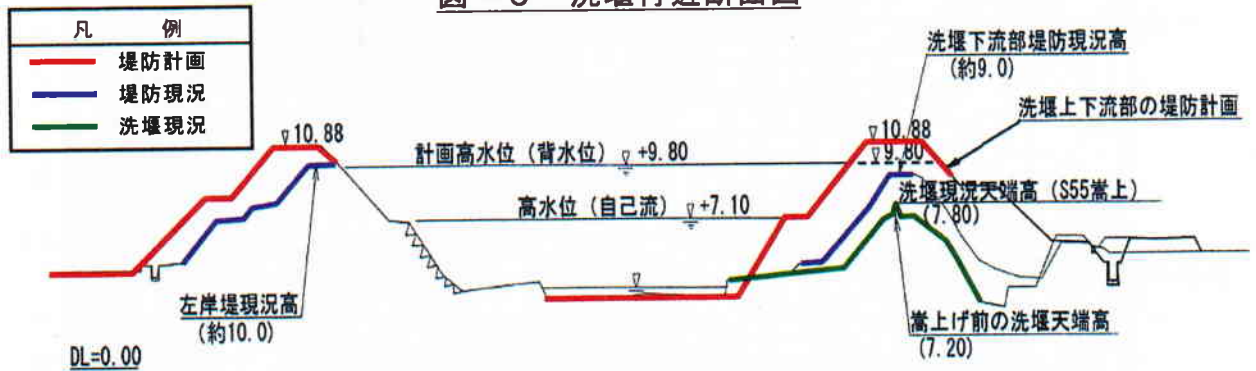 凡 例
堤防計画
堤防現況
洗堰現況
洗堰下流部堤防現況高
(約9.0)
洗堰上下流部の堤防計画
10.88
10.88
9.80
計画高水位（背水位） +9.80
洗堰現況天端高（S55嵩上）
(7.80)
高水位（自己流） +7.10
左岸堤現況高
(約10.0)
嵩上げ前の洗堰天端高
(7.20)
DL=0.00